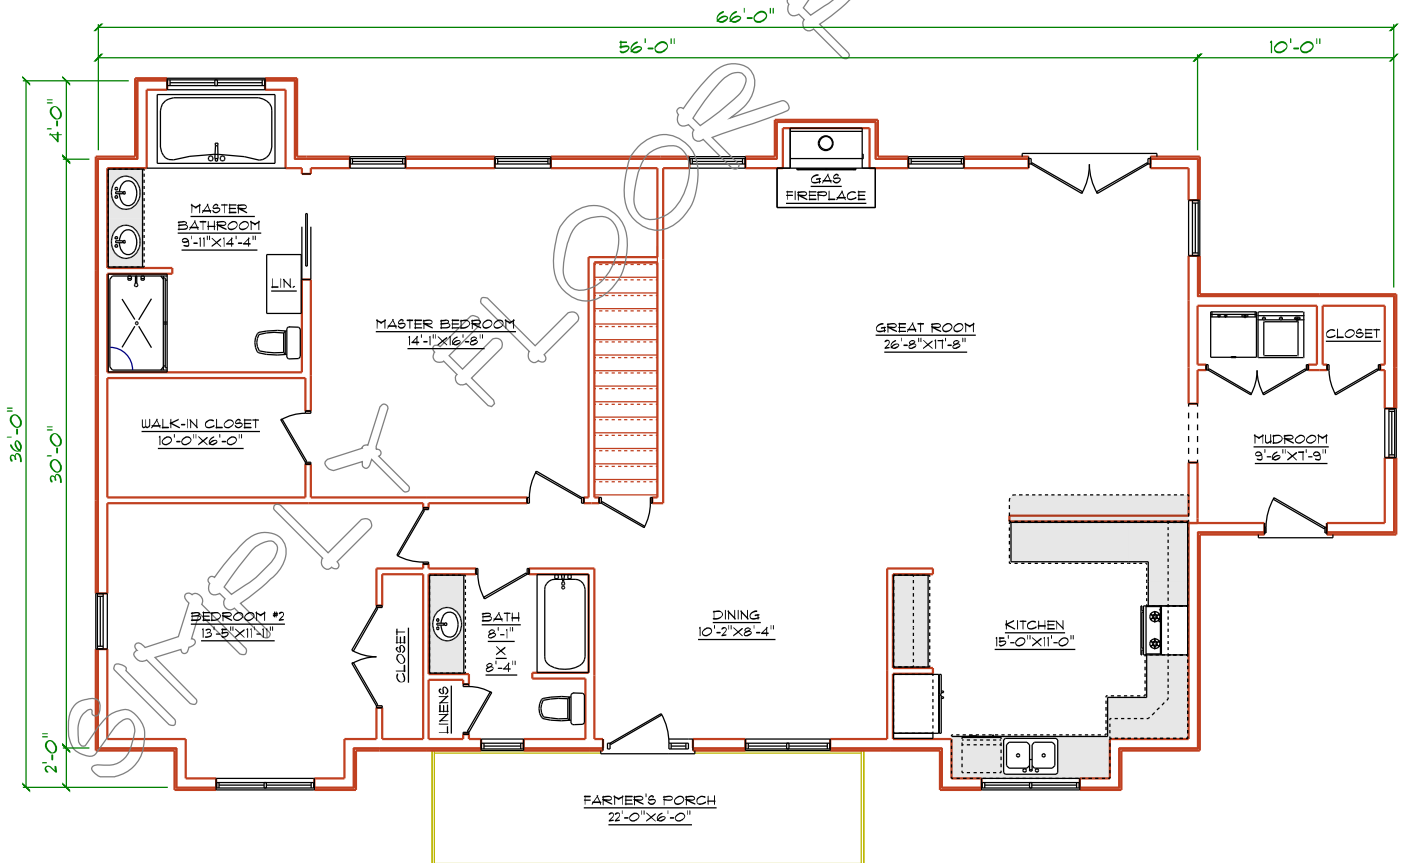 66'-0"
56'-0"
10'-0"
4'-0"
36'-0"
30'-0"
2'-0"
GAS
FIREPLACE
MASTER
BATHROOM
9'-11"X14'-4"
LIN.
MASTER BEDROOM
14'-1"X16'-8"
GREAT ROOM
26'-8"X17'-8"
CLOSET
WALK-IN CLOSET
10'-0"X6'-0"
MUDROOM
9'-6"X7'-9"
BEDROOM #2
13'-5"X11'-11"
CLOSET
BATH
8'-1"
X
8'-4"
LINENS
DINING
10'-2"X8'-4"
KITCHEN
15'-0"X11'-0"
FARMER'S PORCH
22'-0"X6'-0"
SIMPLY FLOOR P